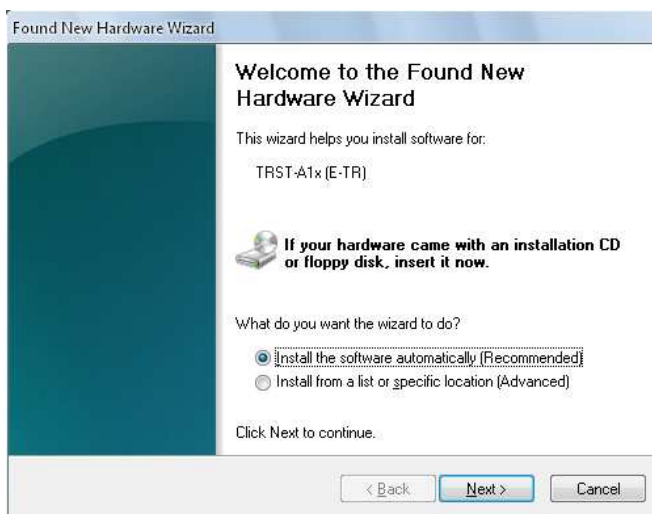 Found New Hardware Wizard
Welcome to the Found New
Hardware Wizard
This wizard helps you install software for:
TRST-A1x (E-TR)
If your hardware came with an installation CD
or floppy disk, insert it now.
What do you want the wizard to do?
Install the software automatically (Recommended)
Install from a list or specific location (Advanced)
Click Next to continue.
< Back Next > Cancel